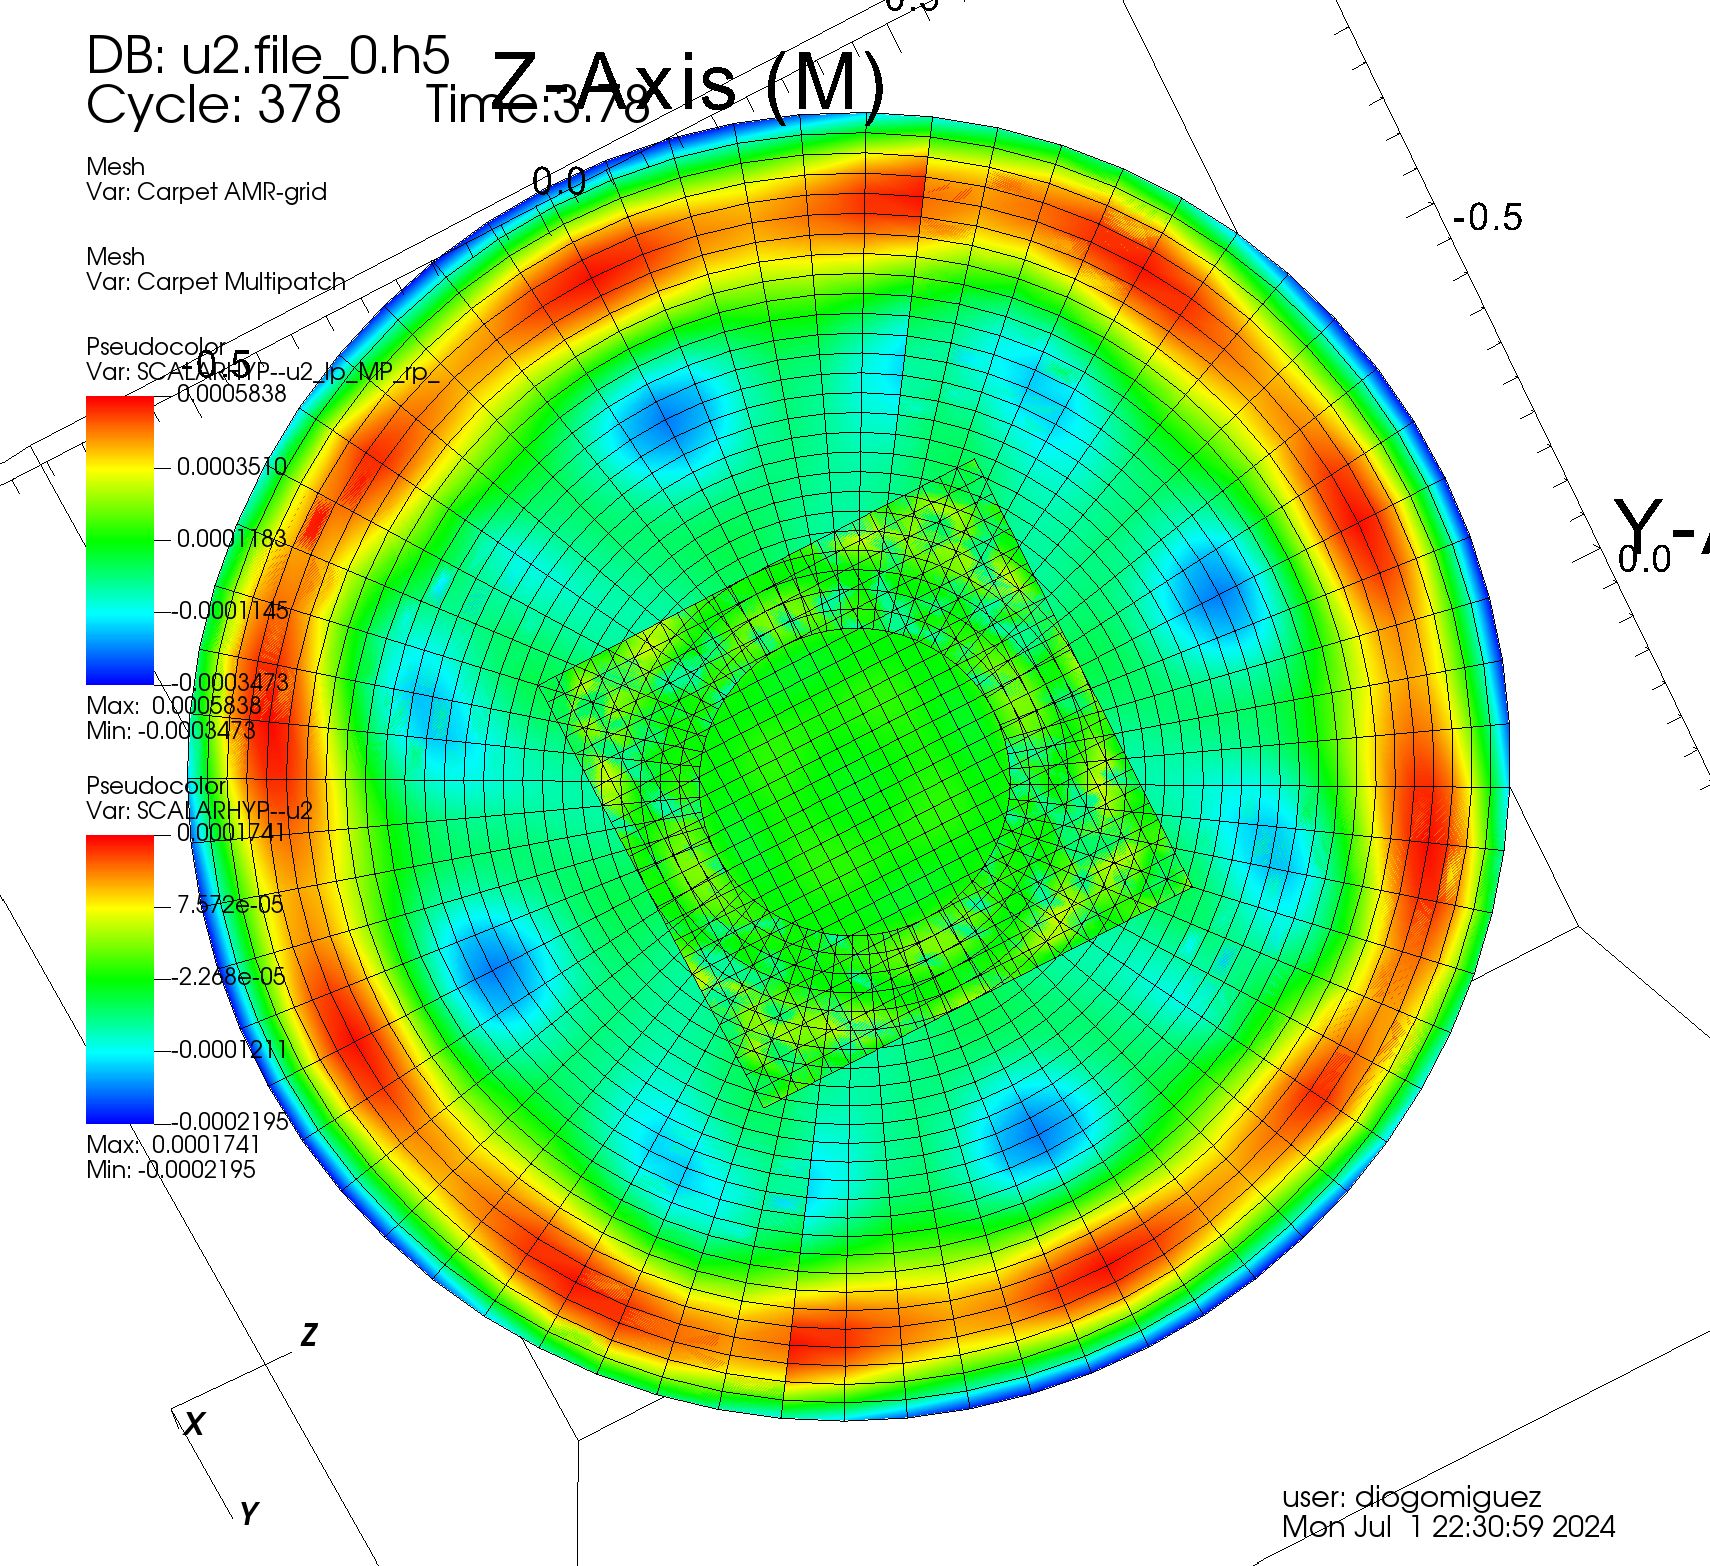 DB: u2.file_0.h5
Cycle: 378 Time:3.78
Z-Axis (M)
0.0
-0.5
0.5
Mesh
Var: Carpet AMR-grid
Mesh
Var: Carpet Multipatch
Pseudocolor
Var: SCALARHYP--u2_lp_MP_rp_
0.0005838
0.0003510
0.0001183
-0.0001145
-0.0003473
Max: 0.0005838
Min: -0.0003473
Pseudocolor
Var: SCALARHYP--u2
0.0001741
7.572e-05
-2.268e-05
-0.0001211
-0.0002195
Max: 0.0001741
Min: -0.0002195
-0.5
Y-A
0.0
Z
X
Y
user: diogomiguez
Mon Jul 1 22:30:59 2024